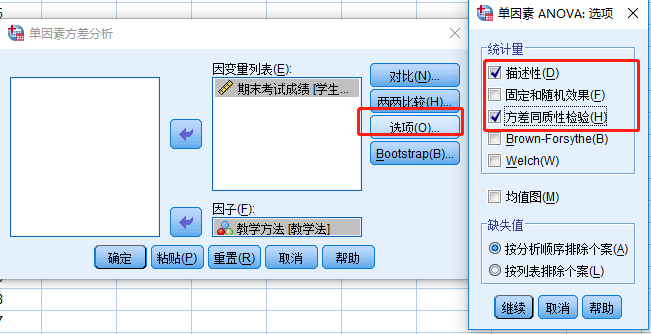 单因素方差分析
因变量列表(E):
期末考试成绩 [学生...
因子(F):
教学方法 [教学法]
对比(N)...
两两比较(H)...
选项(O)...
Bootstrap(B)...
确定
粘贴(P)
重置(R)
取消
帮助
单因素 ANOVA: 选项
统计量
描述性(D)
固定和随机效果(F)
方差同质性检验(H)
Brown-Forsythe(B)
Welch(W)
均值图(M)
缺失值
按分析顺序排除个案(A)
按列表排除个案(L)
继续
取消
帮助